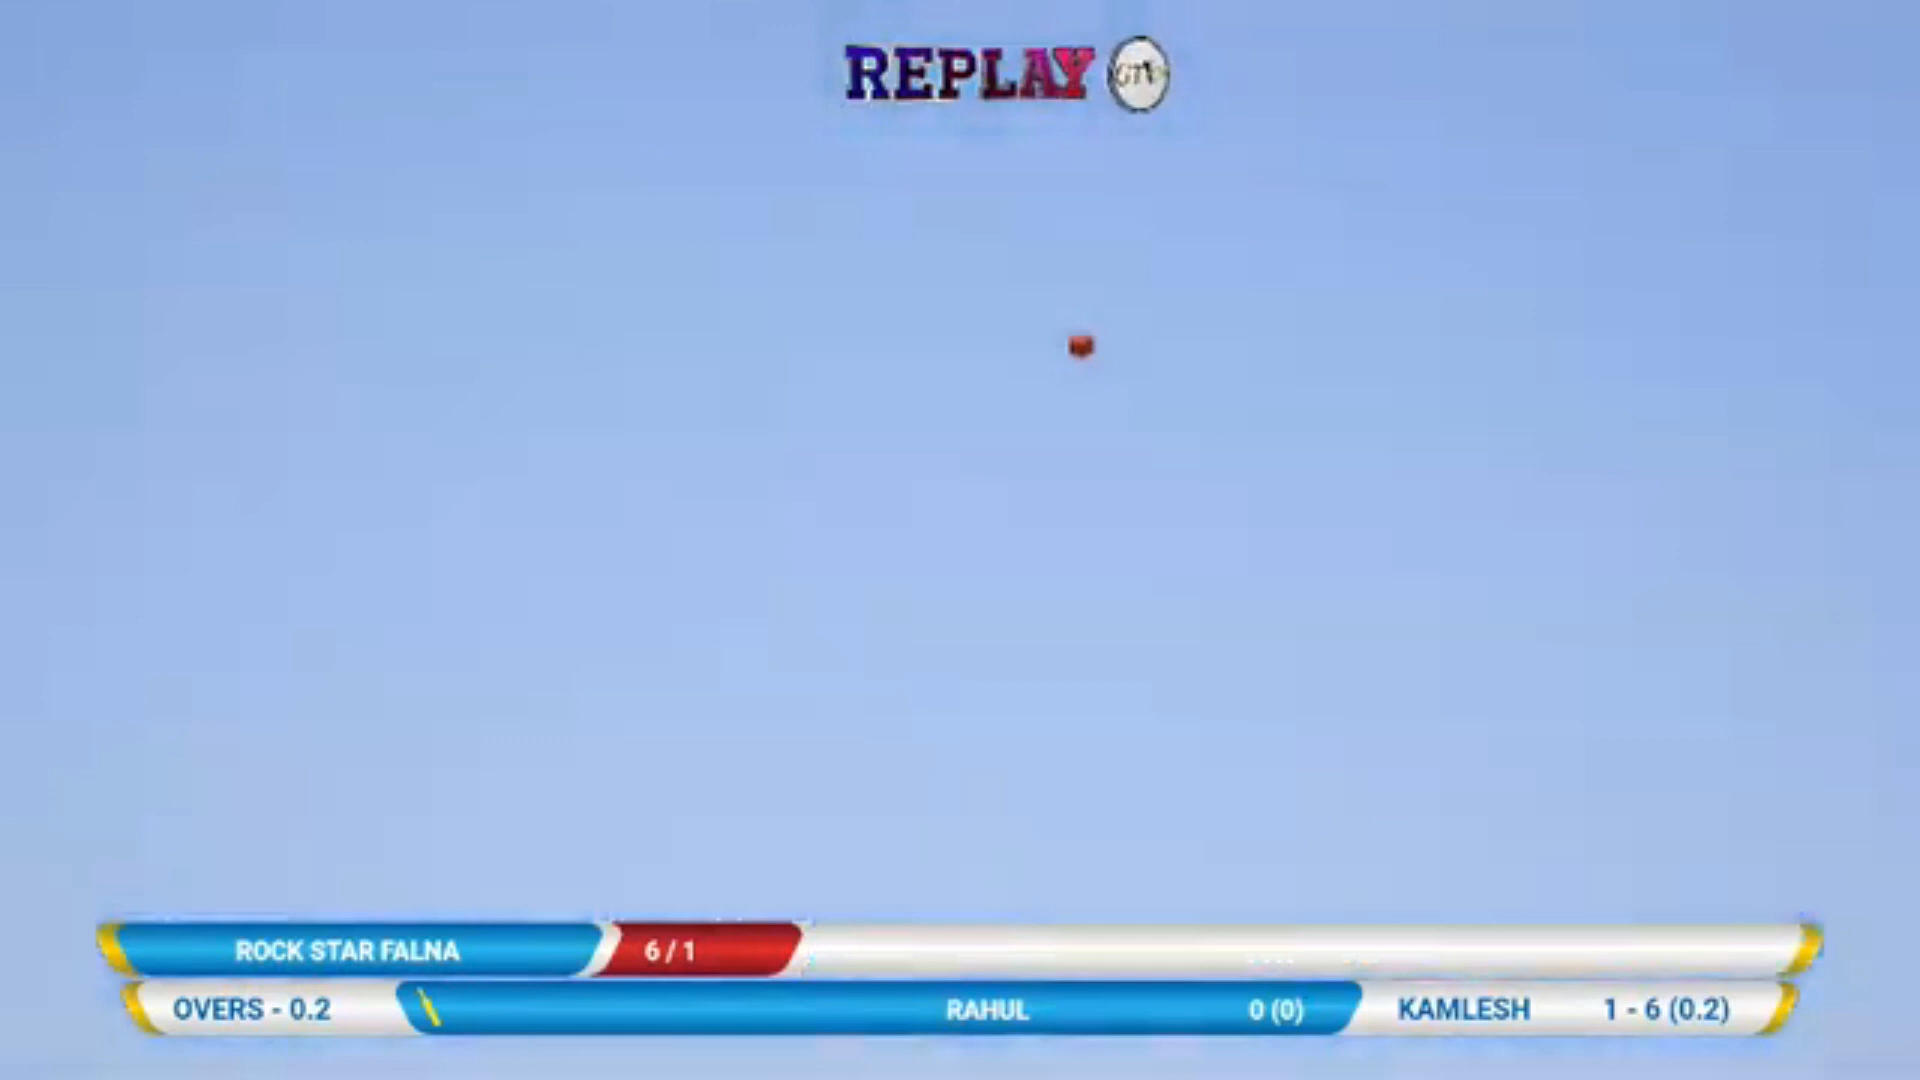 REPLAY
ROCK STAR FALNA 6 / 1
OVERS - 0.2 RAHUL 0 (0) KAMLESH 1 - 6 (0.2)